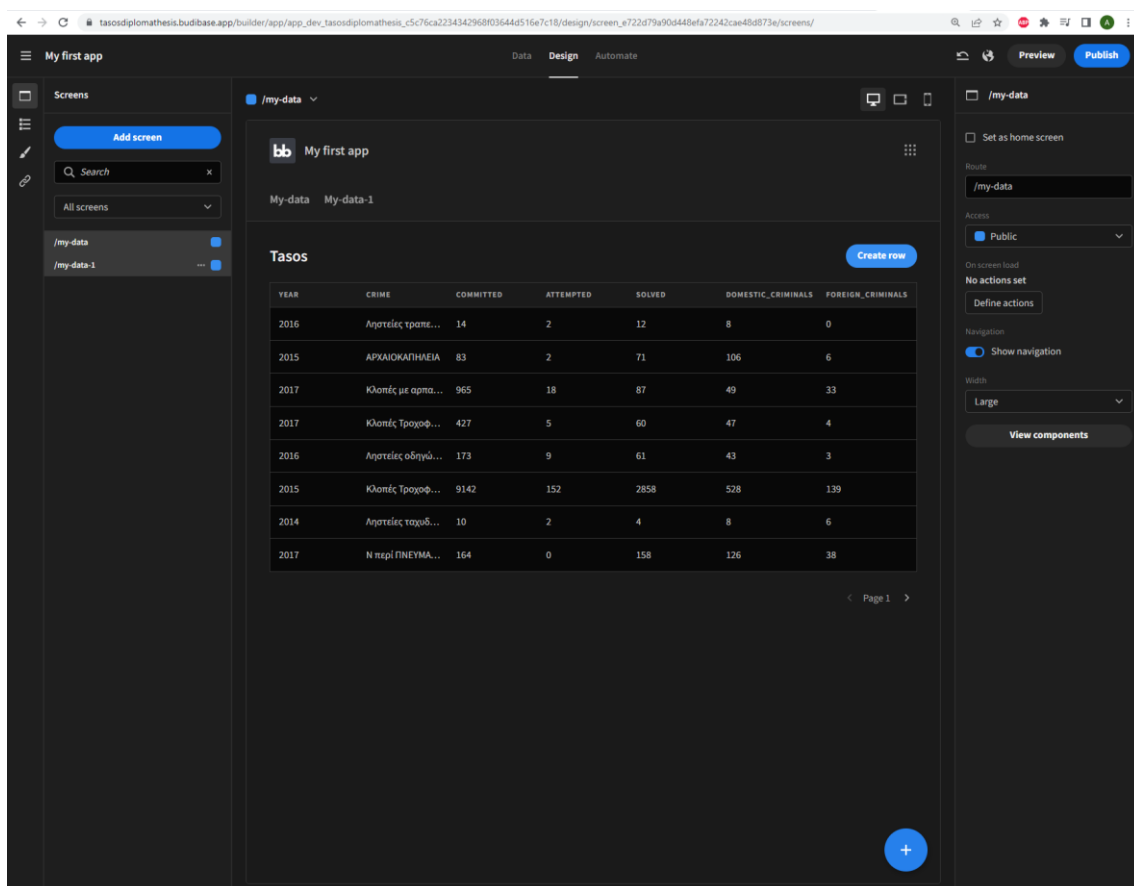 tasosdiplomathesis.budibase.app/builder/app/app_dev_tasosdiplomathesis_c5c76ca2234342968f03644d516e7c18/design/screen_e722d79a90d448efa72242cae48d873e/screens/
ABP
A
My first app
Data Design Automate
Preview Publish
Screens
Add screen
Search x
All screens
/my-data
/my-data-1 ...
/my-data
bb My first app
My-data My-data-1
Tasos
Create row
YEAR CRIME COMMITTED ATTEMPTED SOLVED DOMESTIC_CRIMINALS FOREIGN_CRIMINALS
2016 Ληστείες τραπε... 14 2 12 8 0
2015 ΑΡΧΑΙΟΚΑΠΗΛΕΙΑ 83 2 71 106 6
2017 Κλοπές με αρπα... 965 18 87 49 33
2017 Κλοπές Τροχοφ... 427 5 60 47 4
2016 Ληστείες οδηγώ... 173 9 61 43 3
2015 Κλοπές Τροχοφ... 9142 152 2858 528 139
2014 Ληστείες ταχυδ... 10 2 4 8 6
2017 Ν περί ΠΝΕΥΜΑ... 164 0 158 126 38
< Page 1 >
+
/my-data
Set as home screen
Route
/my-data
Access
Public
On screen load
No actions set
Define actions
Navigation
Show navigation
Width
Large
View components